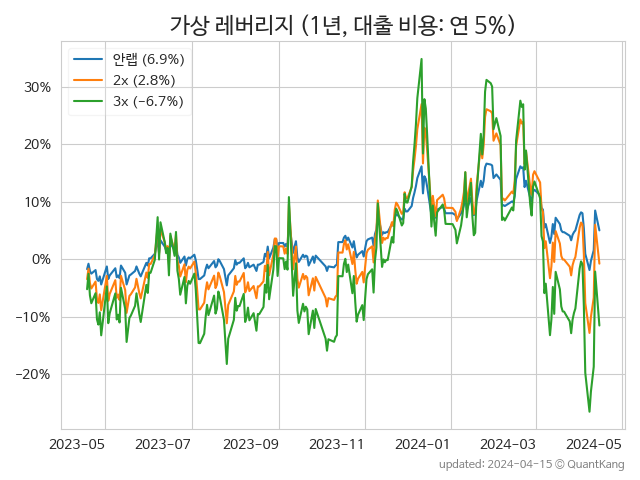 가상 레버리지 (1년, 대출 비용: 연 5%)
안랩 (6.9%)
2x (2.8%)
3x (−6.7%)
30%
20%
10%
0%
−10%
−20%
2023-05 2023-07 2023-09 2023-11 2024-01 2024-03 2024-05
updated: 2024-04-15 © QuantKang